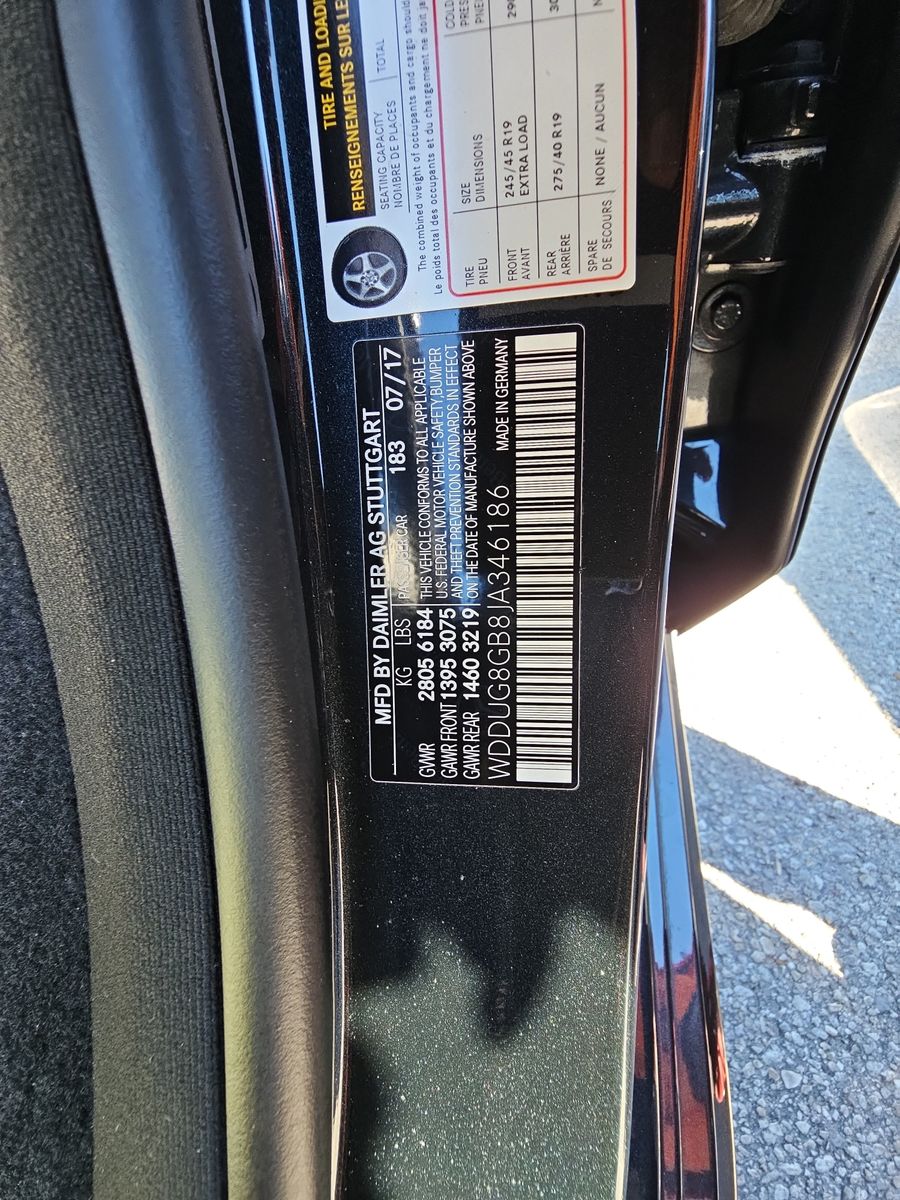 MFD BY DAIMLER AG STUTTGART
KG LBS PASSENGER CAR 183 07/17
GVWR 2805 6184 THIS VEHICLE CONFORMS TO ALL APPLICABLE
U.S. FEDERAL MOTOR VEHICLE SAFETY, BUMPER
GAWR FRONT 1395 3075 AND THEFT PREVENTION STANDARDS IN EFFECT
GAWR REAR 1460 3219 ON THE DATE OF MANUFACTURE SHOWN ABOVE
WDDUG8GB8JA346186 MADE IN GERMANY
TIRE AND LOADI
RENSEIGNEMENTS SUR LE
SEATING CAPACITY TOTAL
NOMBRE DE PLACES
The combined weight of occupants and cargo should
Le poids total des occupants et du chargement ne doit ja
TIRE SIZE COLD
PNEU DIMENSIONS PRES
PNEU
FRONT 245/45 R19 290
AVANT EXTRA LOAD
REAR 275/40 R19 30
ARRIÈRE
SPARE NONE / AUCUN N
DE SECOURS